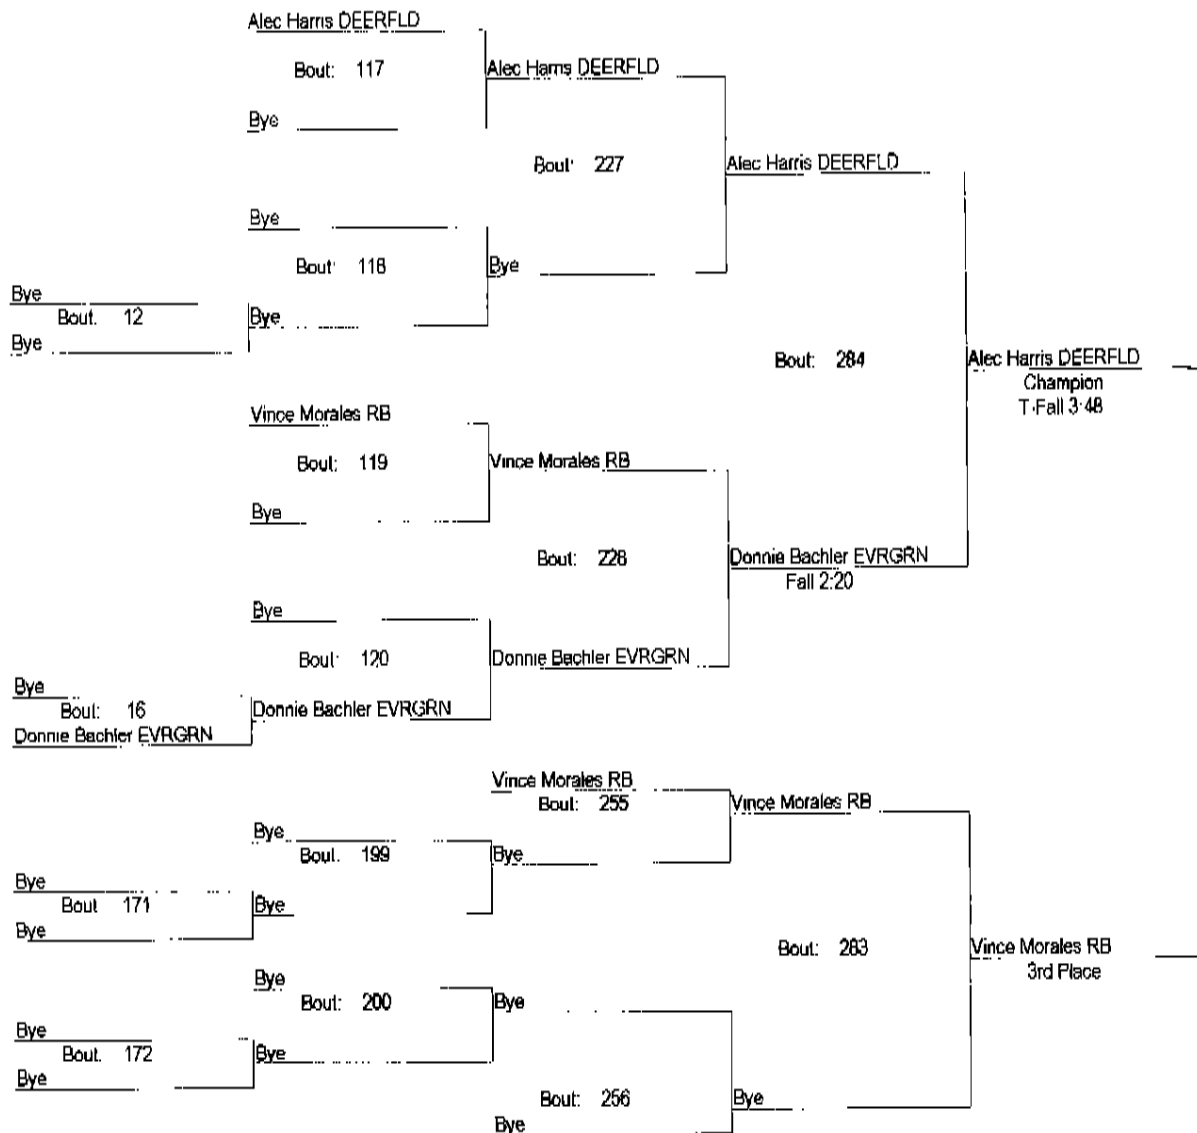 Alec Harris DEERFLD
Bout: 117
Alec Harris DEERFLD
Bye
Bout: 227
Alec Harris DEERFLD
Bye
Bout: 118
Bye
Bye
Bout: 12
Bye
Bye
Bout: 284
Alec Harris DEERFLD
Champion
T-Fall 3:48
Vince Morales RB
Bout: 119
Vince Morales RB
Bye
Bout: 228
Donnie Bachler EVRGRN
Fall 2:20
Bye
Bout: 120
Donnie Bachler EVRGRN
Bye
Bout: 16
Donnie Bachler EVRGRN
Donnie Bachler EVRGRN
Vince Morales RB
Bout: 255
Vince Morales RB
Bye
Bout: 199
Bye
Bye
Bout 171
Bye
Bye
Bout: 283
Vince Morales RB
3rd Place
Bye
Bout: 200
Bye
Bye
Bout: 172
Bye
Bye
Bout: 256
Bye
Bye